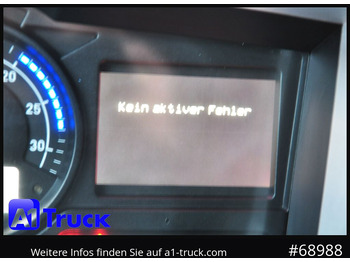 Kein aktiver Fehler
20
25
30
A1 Truck
Weitere Infos finden Sie auf a1-truck.com
#68988